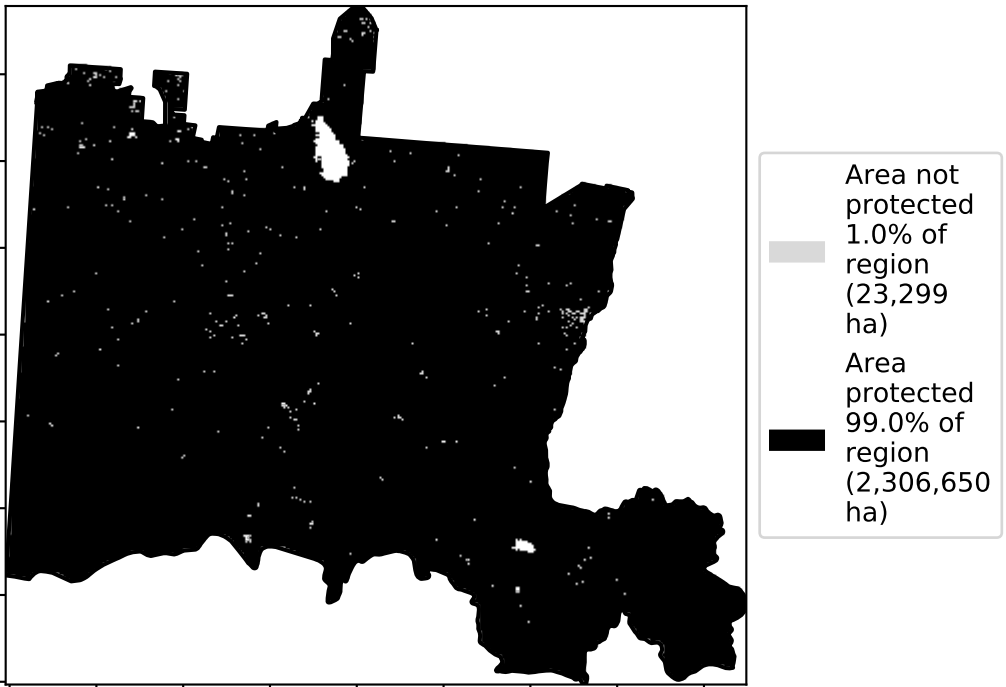 Area not
protected
1.0% of
region
(23,299
ha)
Area
protected
99.0% of
region
(2,306,650
ha)